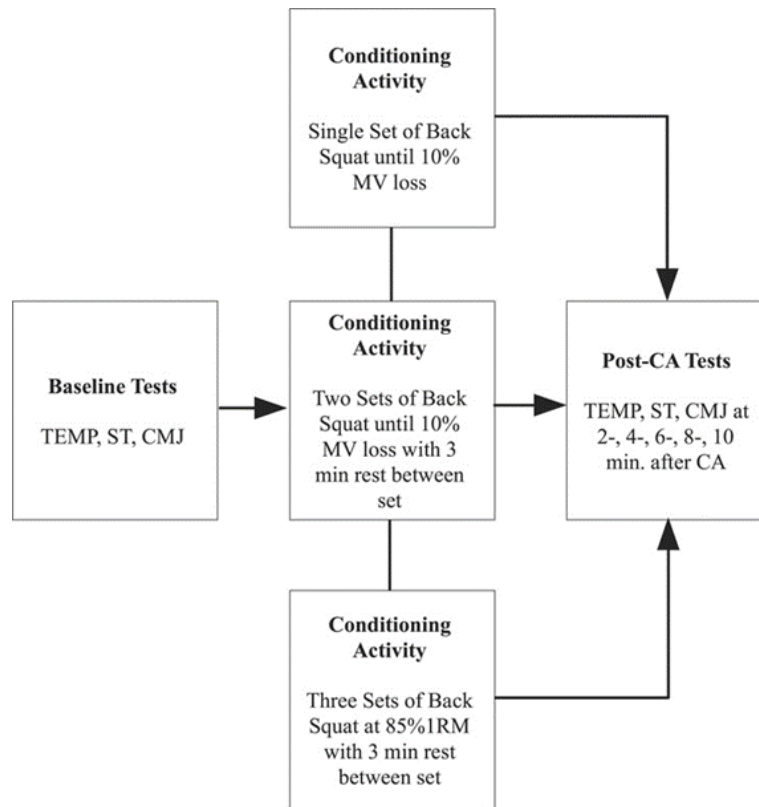 Conditioning
Activity
Single Set of Back
Squat until 10%
MV loss
Baseline Tests
TEMP, ST, CMJ
Conditioning
Activity
Two Sets of Back
Squat until 10%
MV loss with 3
min rest between
set
Post-CA Tests
TEMP, ST, CMJ at
2-, 4-, 6-, 8-, 10
min. after CA
Conditioning
Activity
Three Sets of Back
Squat at 85%1RM
with 3 min rest
between set